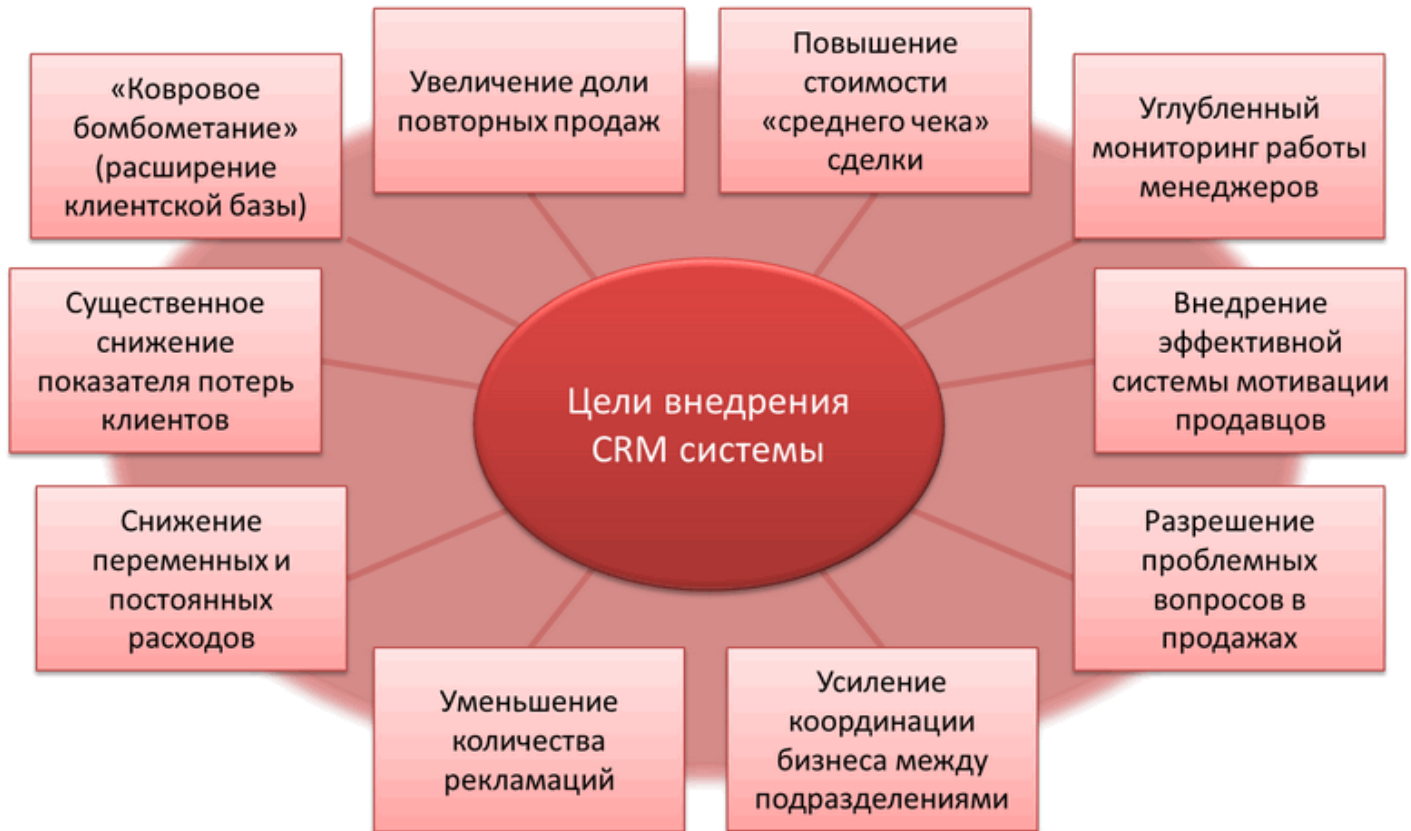 «Ковровое
бомбометание»
(расширение
клиентской базы)
Увеличение доли
повторных продаж
Повышение
стоимости
«среднего чека»
сделки
Углубленный
мониторинг работы
менеджеров
Существенное
снижение
показателя потерь
клиентов
Цели внедрения
CRM системы
Внедрение
эффективной
системы мотивации
продавцов
Снижение
переменных и
постоянных
расходов
Разрешение
проблемных
вопросов в
продажах
Уменьшение
количества
рекламаций
Усиление
координации
бизнеса между
подразделениями